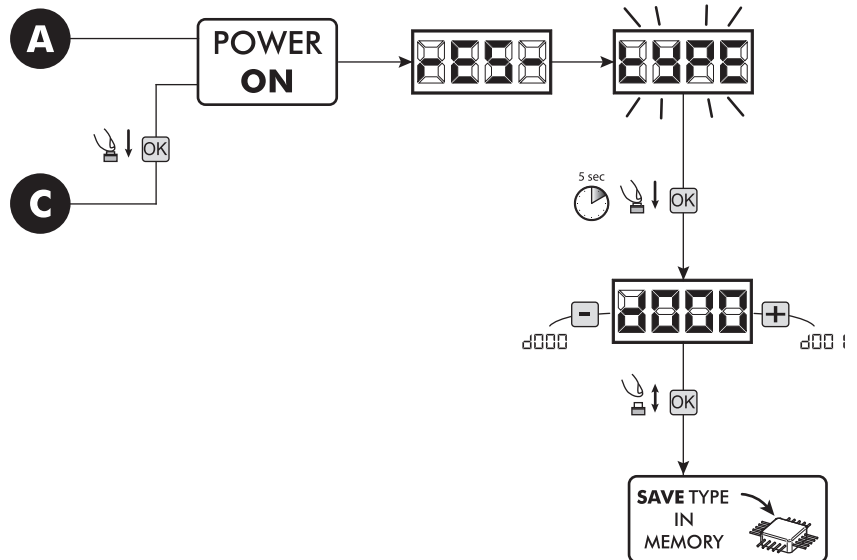 A
POWER
ON
rES-
tyPE
OK
C
5 sec
OK
d000
-
+
d000
d001
OK
SAVE TYPE
IN
MEMORY